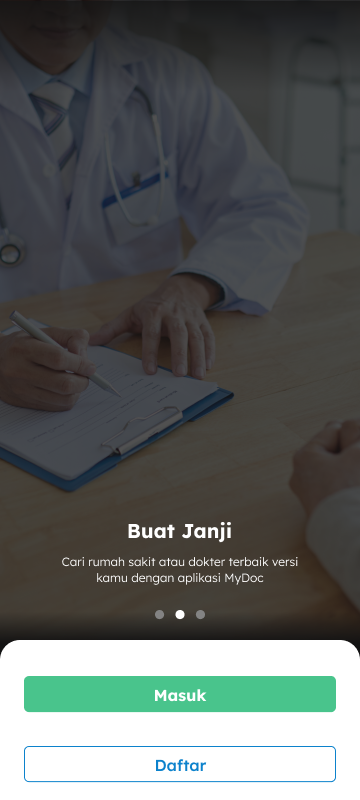 Buat Janji
Cari rumah sakit atau dokter terbaik versi
kamu dengan aplikasi MyDoc
Masuk
Daftar